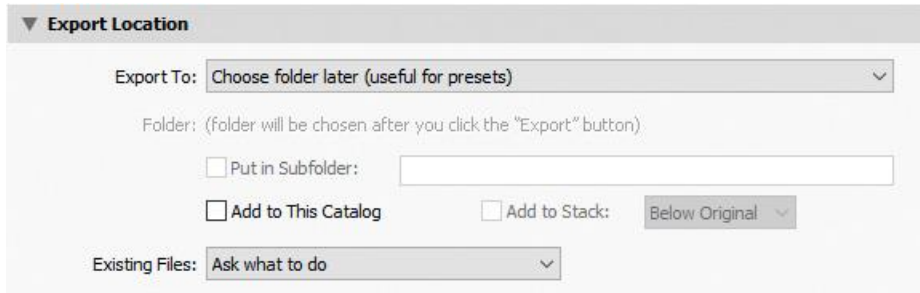 Export Location
Export To: Choose folder later (useful for presets)
Folder: (folder will be chosen after you click the "Export" button)
Put in Subfolder:
Add to This Catalog Add to Stack: Below Original
Existing Files: Ask what to do